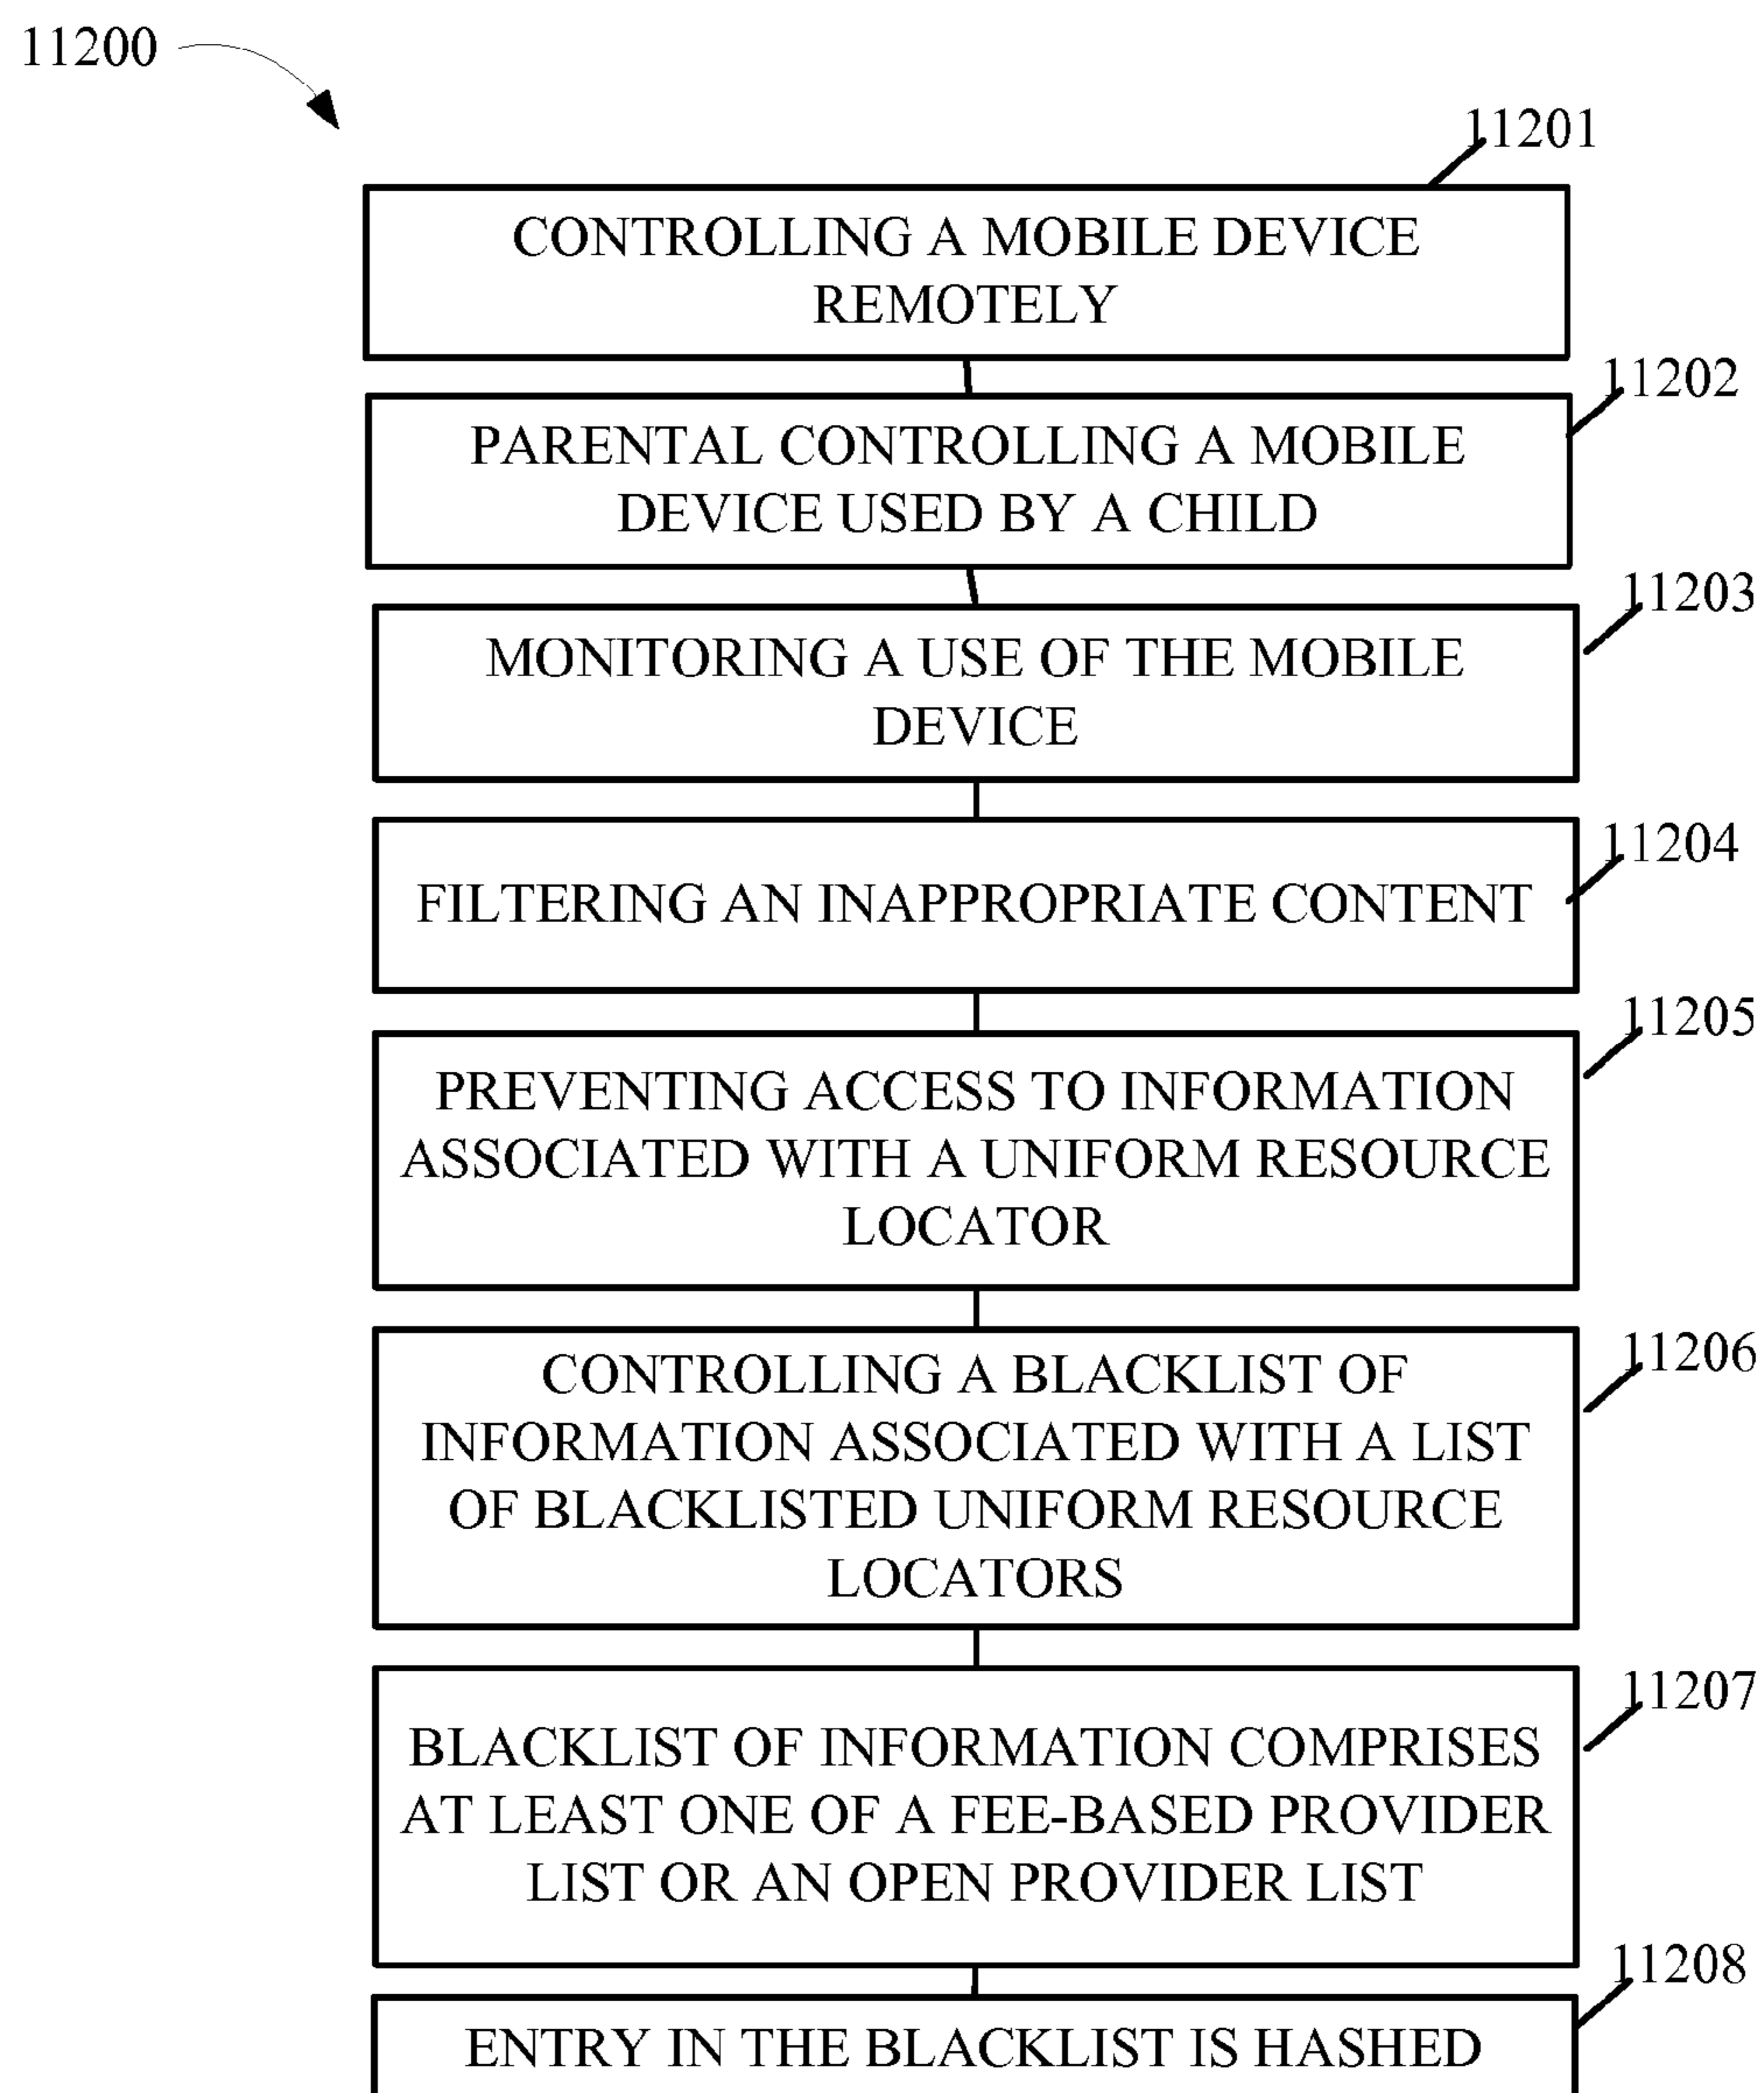 11200
11201
CONTROLLING A MOBILE DEVICE
REMOTELY
11202
PARENTAL CONTROLLING A MOBILE
DEVICE USED BY A CHILD
11203
MONITORING A USE OF THE MOBILE
DEVICE
11204
FILTERING AN INAPPROPRIATE CONTENT
11205
PREVENTING ACCESS TO INFORMATION
ASSOCIATED WITH A UNIFORM RESOURCE
LOCATOR
11206
CONTROLLING A BLACKLIST OF
INFORMATION ASSOCIATED WITH A LIST
OF BLACKLISTED UNIFORM RESOURCE
LOCATORS
11207
BLACKLIST OF INFORMATION COMPRISES
AT LEAST ONE OF A FEE-BASED PROVIDER
LIST OR AN OPEN PROVIDER LIST
11208
ENTRY IN THE BLACKLIST IS HASHED